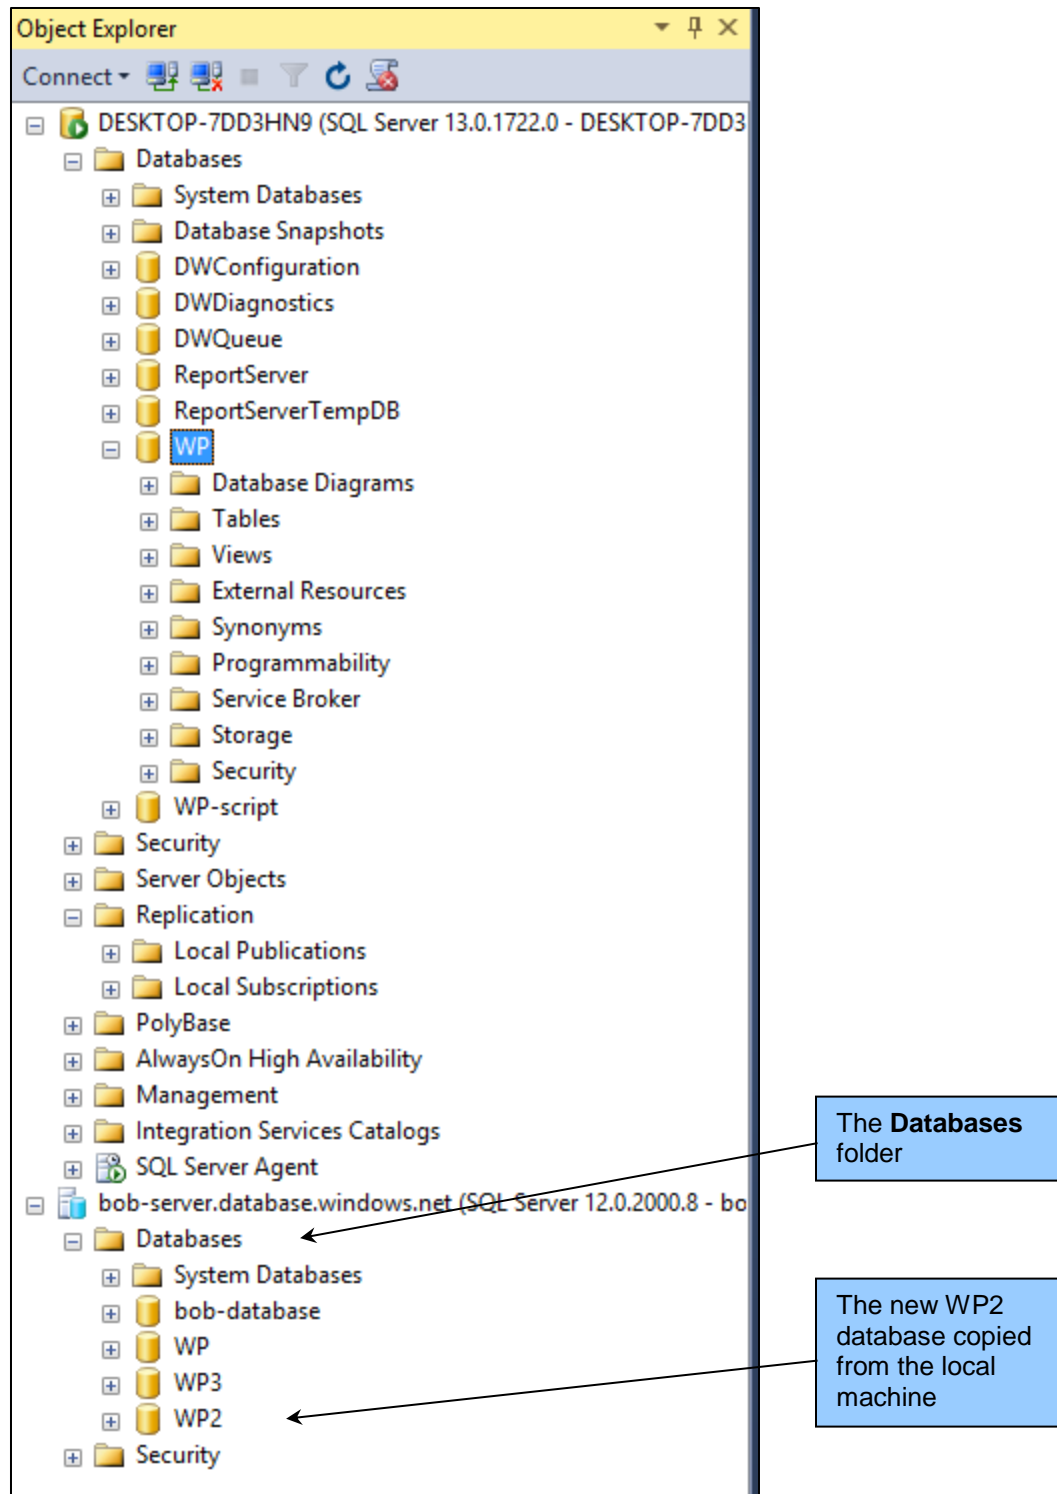 Object Explorer
Connect
DESKTOP-7DD3HN9 (SQL Server 13.0.1722.0 - DESKTOP-7DD3
Databases
System Databases
Database Snapshots
DWConfiguration
DWDiagnostics
DWQueue
ReportServer
ReportServerTempDB
WP
Database Diagrams
Tables
Views
External Resources
Synonyms
Programmability
Service Broker
Storage
Security
WP-script
Security
Server Objects
Replication
Local Publications
Local Subscriptions
PolyBase
AlwaysOn High Availability
Management
Integration Services Catalogs
SQL Server Agent
bob-server.database.windows.net (SQL Server 12.0.2000.8 - bo
Databases
System Databases
bob-database
WP
WP3
WP2
Security
The Databases
folder
The new WP2
database copied
from the local
machine